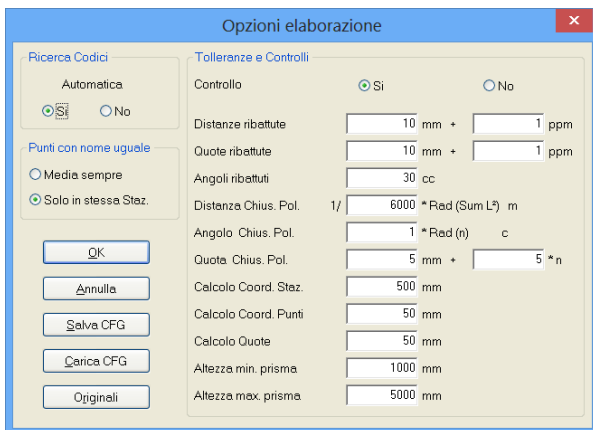 Opzioni elaborazione
Ricerca Codici
Automatica
Si No
Punti con nome uguale
Media sempre
Solo in stessa Staz.
OK
Annulla
Salva CFG
Carica CFG
Originali
Tolleranze e Controlli
Controllo Si No
Distanze ribattute 10 mm + 1 ppm
Quote ribattute 10 mm + 1 ppm
Angoli ribattuti 30 cc
Distanza Chius. Pol. 1/ 6000 * Rad (Sum L²) m
Angolo Chius. Pol. 1 * Rad (n) c
Quota Chius. Pol. 5 mm + 5 * n
Calcolo Coord. Staz. 500 mm
Calcolo Coord. Punti 50 mm
Calcolo Quote 50 mm
Altezza min. prisma 1000 mm
Altezza max. prisma 5000 mm